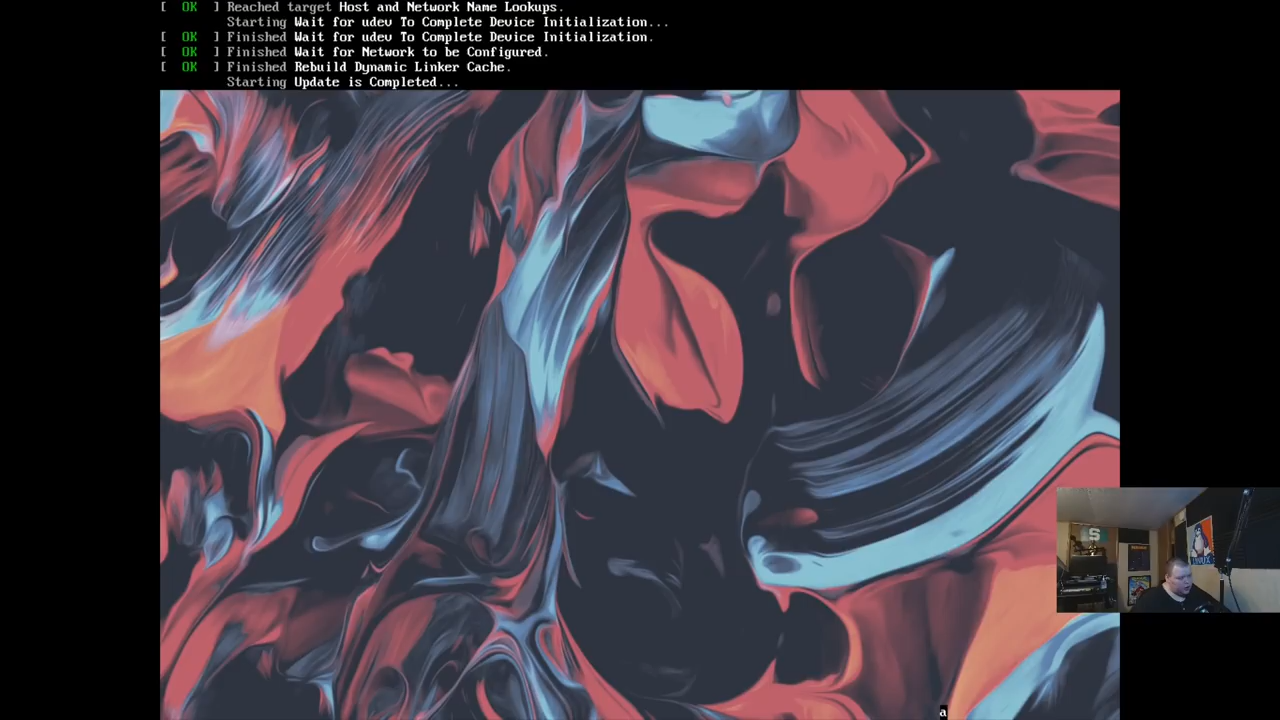 [  OK  ] Reached target Host and Network Name Lookups.
Starting Wait for udev To Complete Device Initialization...
[  OK  ] Finished Wait for udev To Complete Device Initialization.
[  OK  ] Finished Wait for Network to be Configured.
[  OK  ] Finished Rebuild Dynamic Linker Cache.
Starting Update is Completed...
S
a